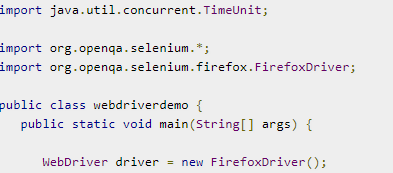 import java.util.concurrent.TimeUnit;
import org.openqa.selenium.*;
import org.openqa.selenium.firefox.FirefoxDriver;
public class webdriverdemo {
public static void main(String[] args) {
WebDriver driver = new FirefoxDriver();